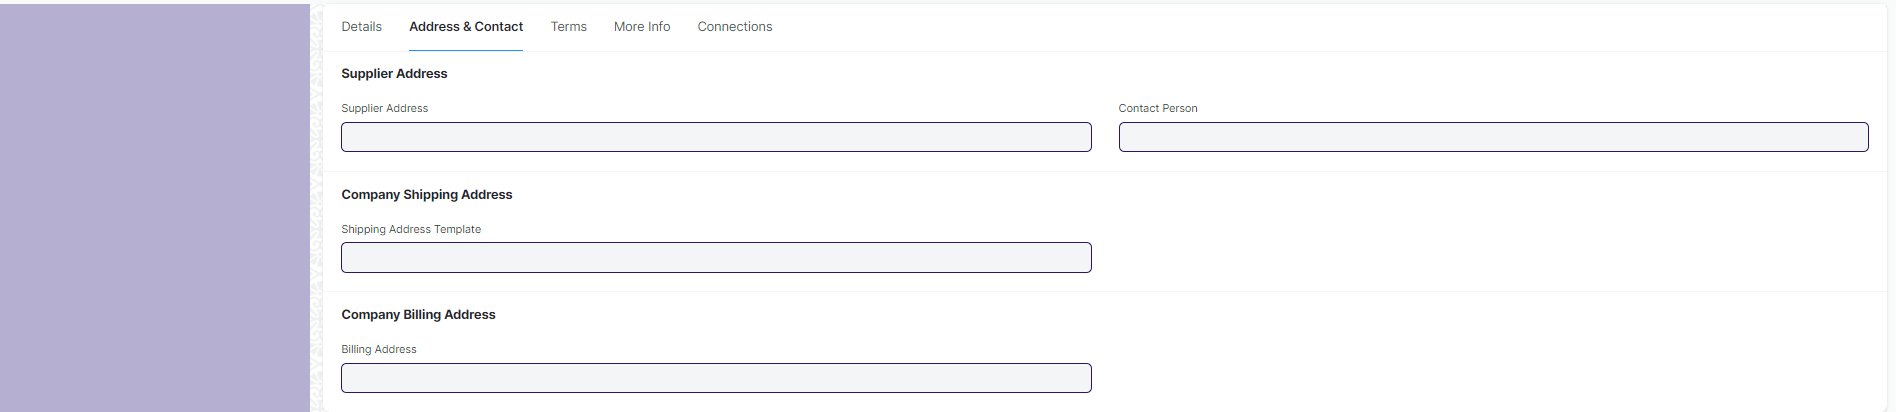 Details Address & Contact Terms More Info Connections
Supplier Address
Supplier Address Contact Person
Company Shipping Address
Shipping Address Template
Company Billing Address
Billing Address